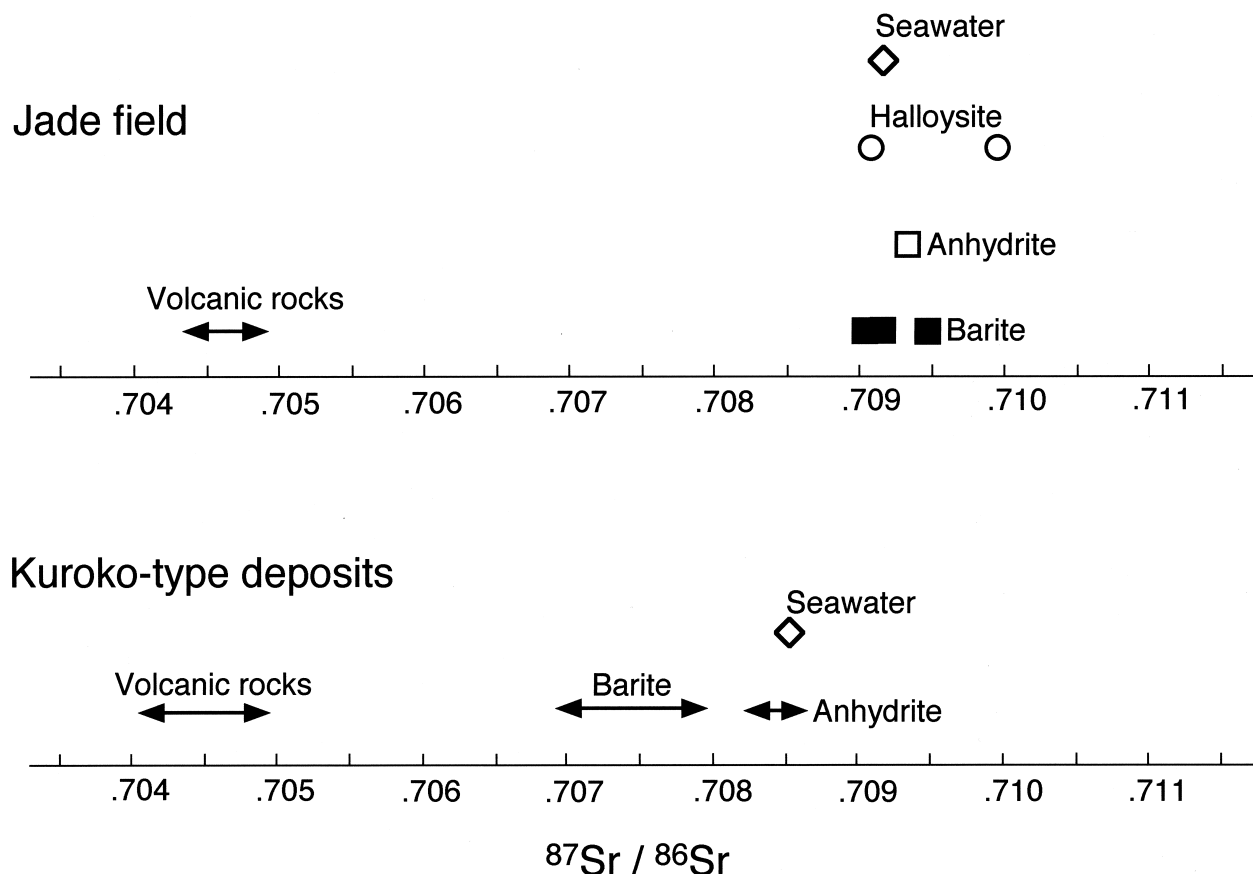 Seawater
Jade field
Halloysite
Anhydrite
Volcanic rocks
Barite
.704 .705 .706 .707 .708 .709 .710 .711
Kuroko-type deposits
Seawater
Volcanic rocks
Barite
Anhydrite
.704 .705 .706 .707 .708 .709 .710 .711
⁸⁷Sr / ⁸⁶Sr